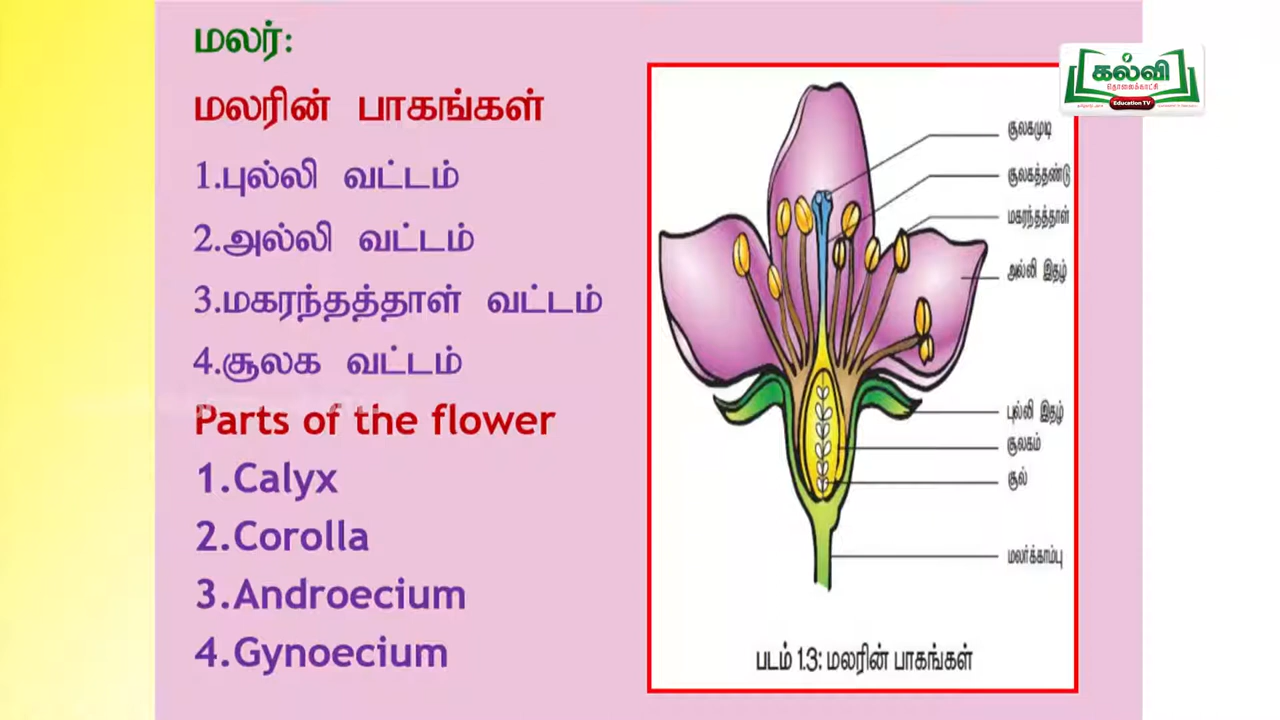 மலர்:
மலரின் பாகங்கள்
1.புல்லி வட்டம்
2.அல்லி வட்டம்
3.மகரந்தத்தாள் வட்டம்
4.சூலக வட்டம்
Parts of the flower
1.Calyx
2.Corolla
3.Androecium
4.Gynoecium
கல்வி
தொலைக்காட்சி
Education TV
சூலகமுடி
சூலகத்தண்டு
மகரந்தத்தாள்
அல்லி இதழ்
புல்லி இதழ்
சூலகம்
சூல்
மலர்க்காம்பு
படம் 1.3: மலரின் பாகங்கள்